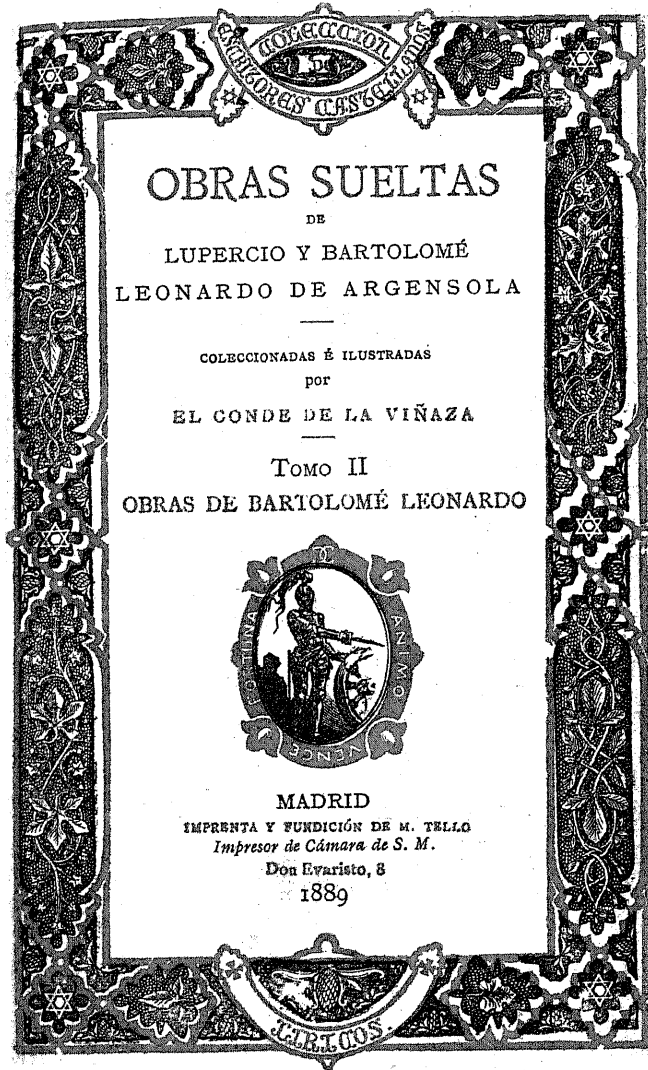 COLECCION
DE
ESCRITORES CASTELLANOS
OBRAS SUELTAS
DE
LUPERCIO Y BARTOLOMÉ
LEONARDO DE ARGENSOLA
COLECCIONADAS É ILUSTRADAS
por
EL CONDE DE LA VIÑAZA
TOMO II
OBRAS DE BARTOLOMÉ LEONARDO
FORTUNA
ANIMO
VENCE
MADRID
IMPRENTA Y FUNDICIÓN DE M. TELLO
Impresor de Cámara de S. M.
Don Evaristo, 8
1889
LIRICOS.